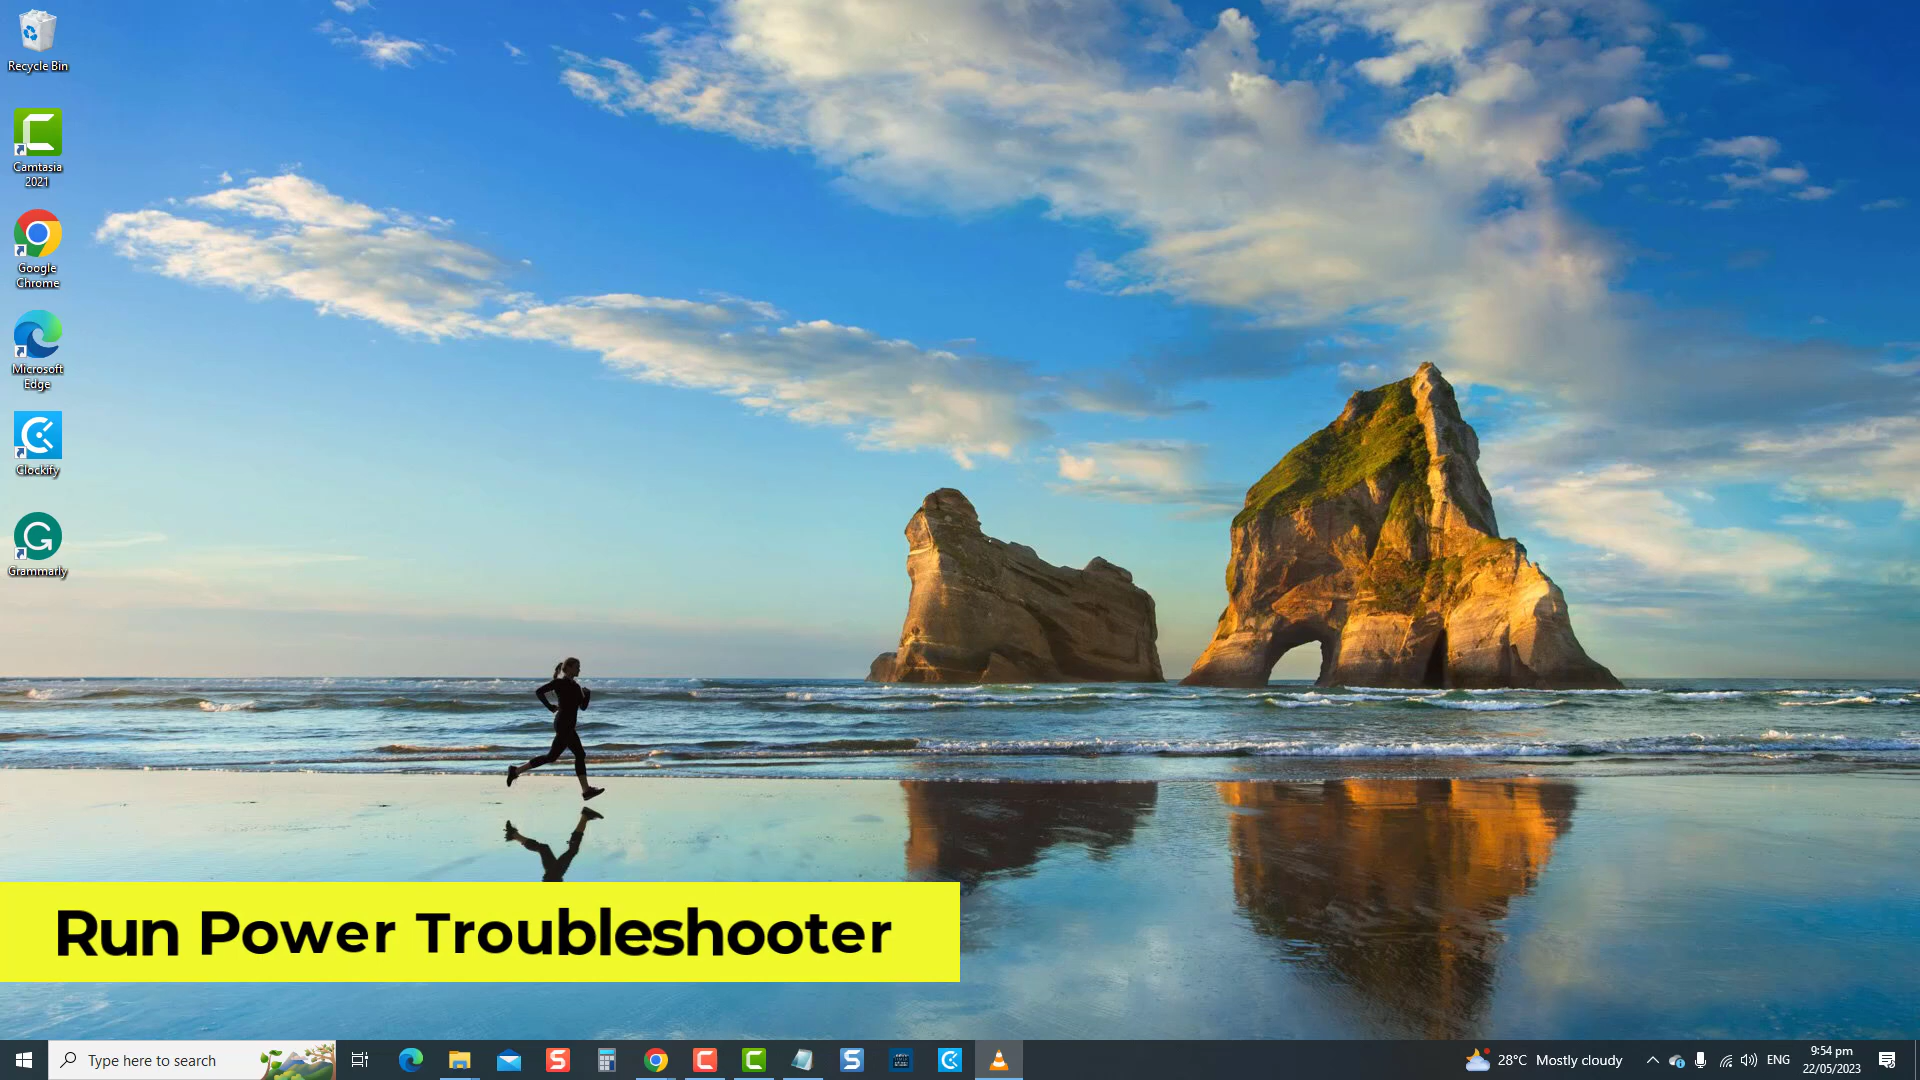 Recycle Bin
Camtasia
2021
Google
Chrome
Microsoft
Edge
Clockify
Grammarly
Run Power Troubleshooter
Type here to search
28°C Mostly cloudy
ENG
9:54 pm
22/05/2023